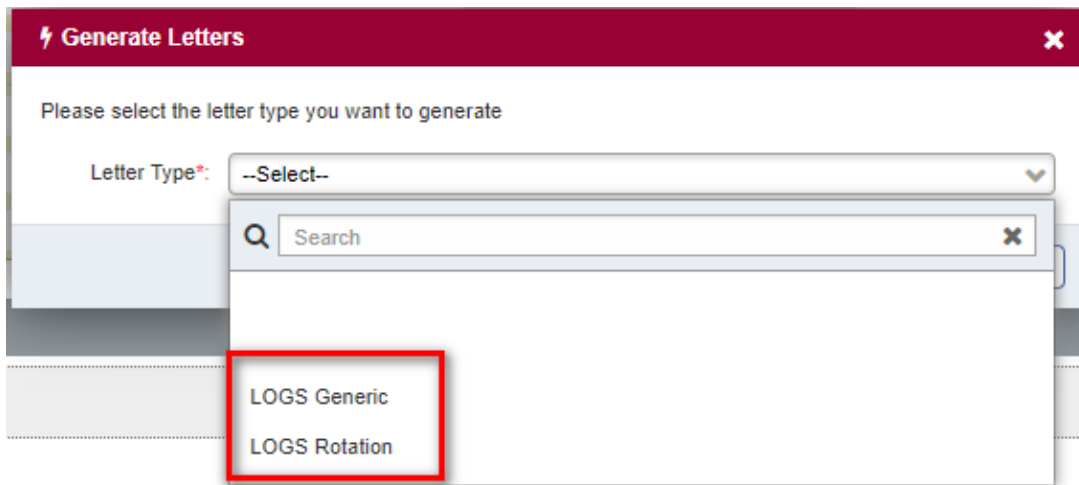 Generate Letters
Please select the letter type you want to generate
Letter Type*:
--Select--
Search
LOGS Generic
LOGS Rotation